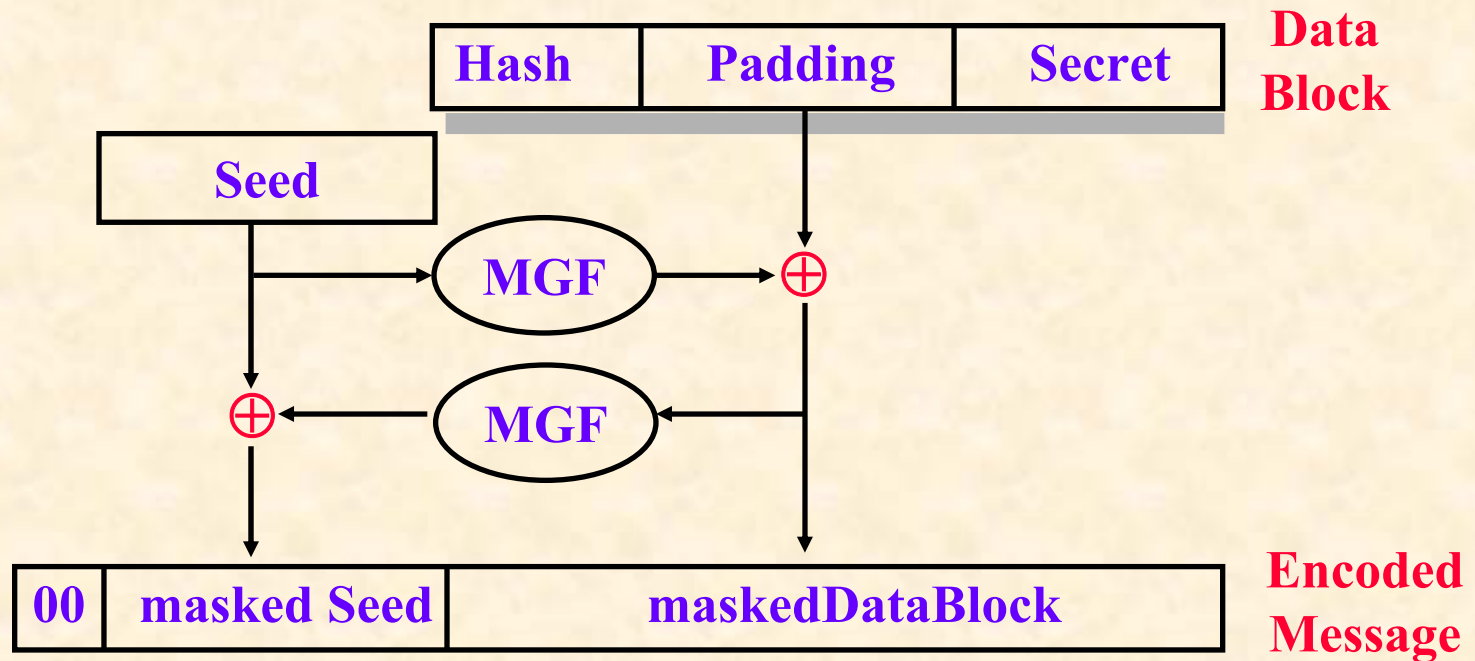 Hash Padding Secret
Data
Block
Seed
MGF
MGF
00 masked Seed maskedDataBlock
Encoded
Message